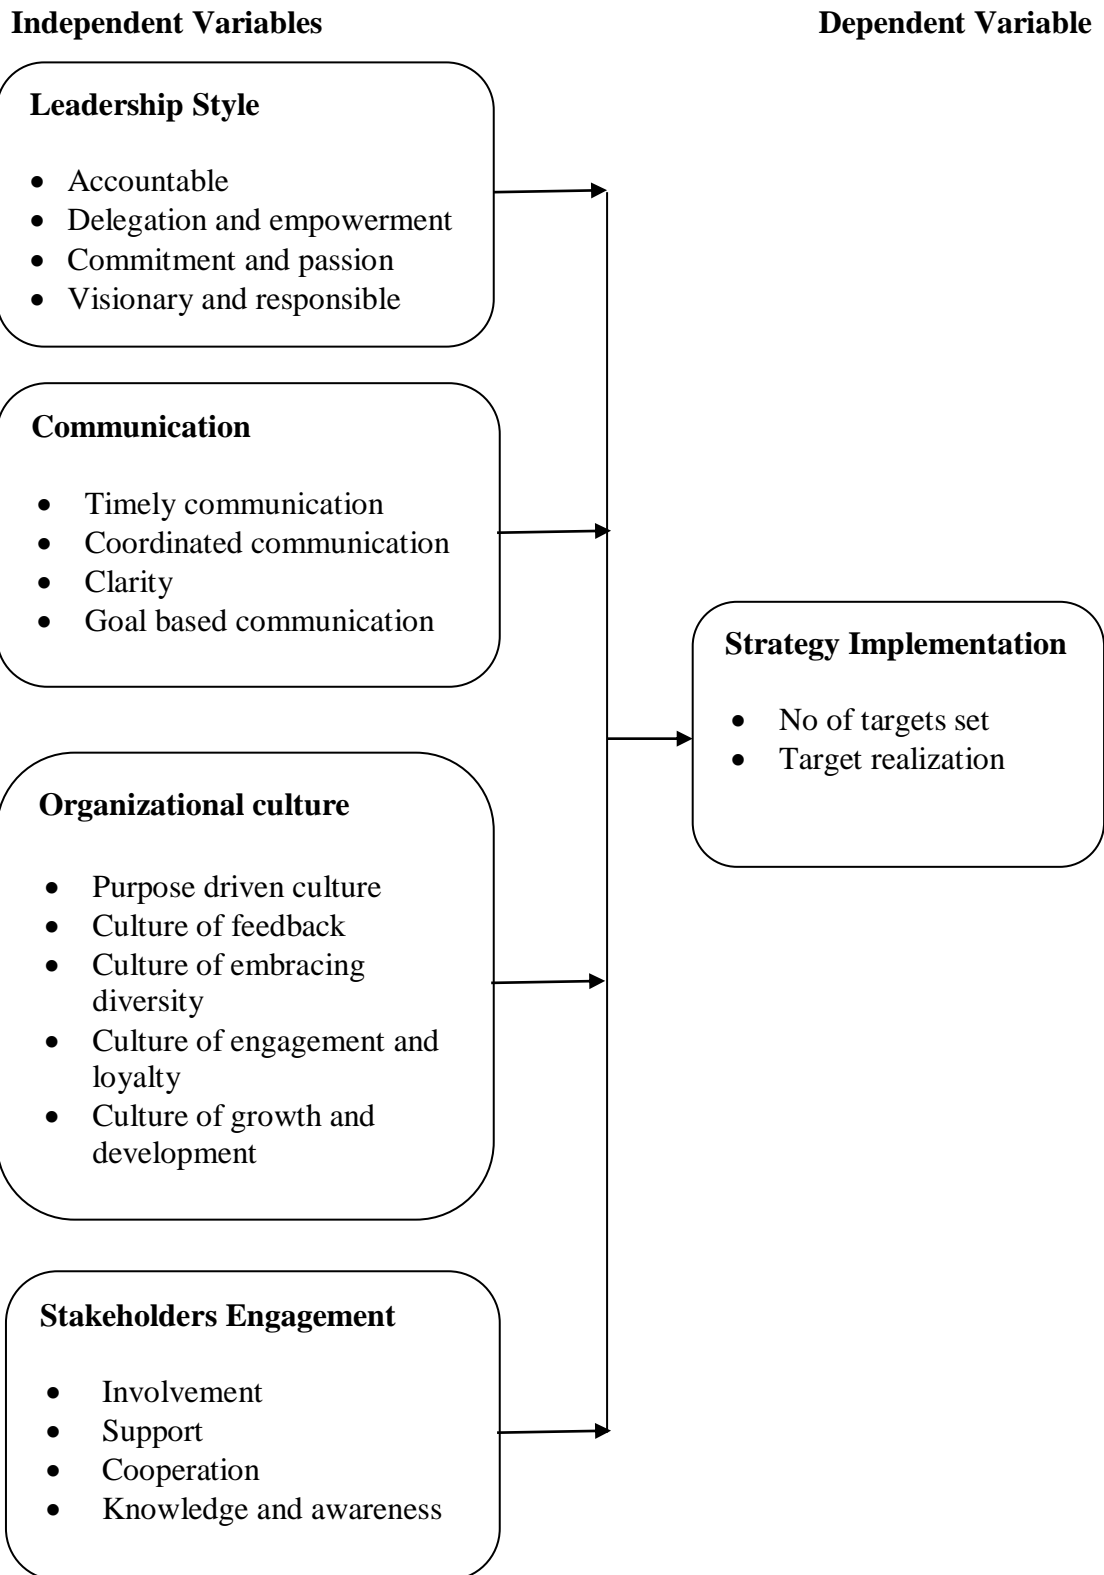 Independent Variables
Dependent Variable
Leadership Style
• Accountable
• Delegation and empowerment
• Commitment and passion
• Visionary and responsible
Communication
• Timely communication
• Coordinated communication
• Clarity
• Goal based communication
Strategy Implementation
• No of targets set
• Target realization
Organizational culture
• Purpose driven culture
• Culture of feedback
• Culture of embracing
diversity
• Culture of engagement and
loyalty
• Culture of growth and
development
Stakeholders Engagement
• Involvement
• Support
• Cooperation
• Knowledge and awareness